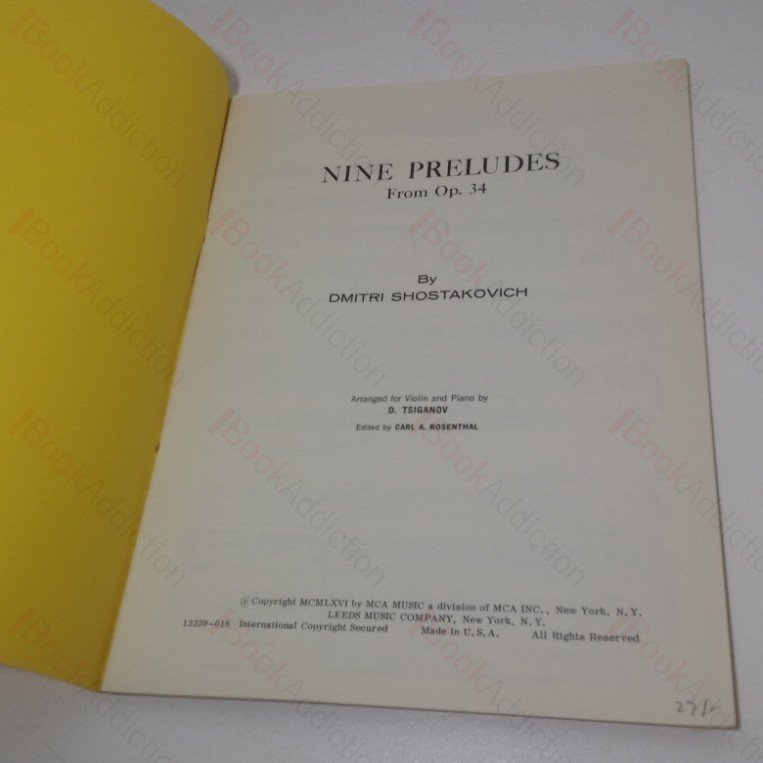 NINE PRELUDES
From Op. 34
By
DMITRI SHOSTAKOVICH
Arranged for Violin and Piano by
D. TSIGANOV
Edited by CARL A. ROSENTHAL
© Copyright MCMLXVI by MCA MUSIC a division of MCA INC., New York, N. Y.
LEEDS MUSIC COMPANY, New York, N. Y.
13339-018 International Copyright Secured Made in U. S. A. All Rights Reserved
BookAddiction